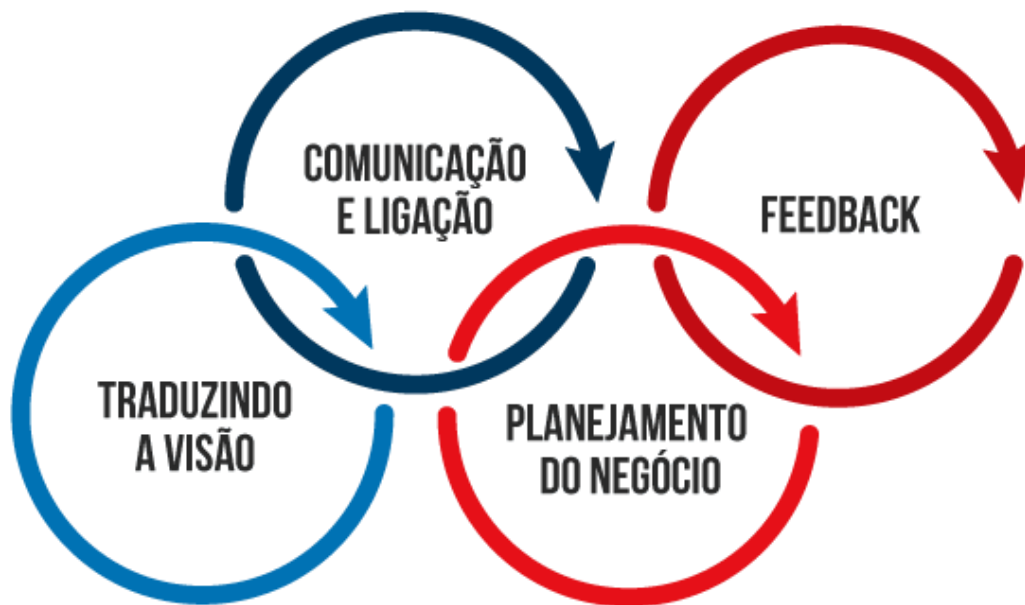 TRADUZINDO
A VISÃO
COMUNICAÇÃO
E LIGAÇÃO
PLANEJAMENTO
DO NEGÓCIO
FEEDBACK